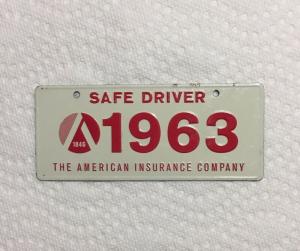 SAFE DRIVER
1846 1963
THE AMERICAN INSURANCE COMPANY